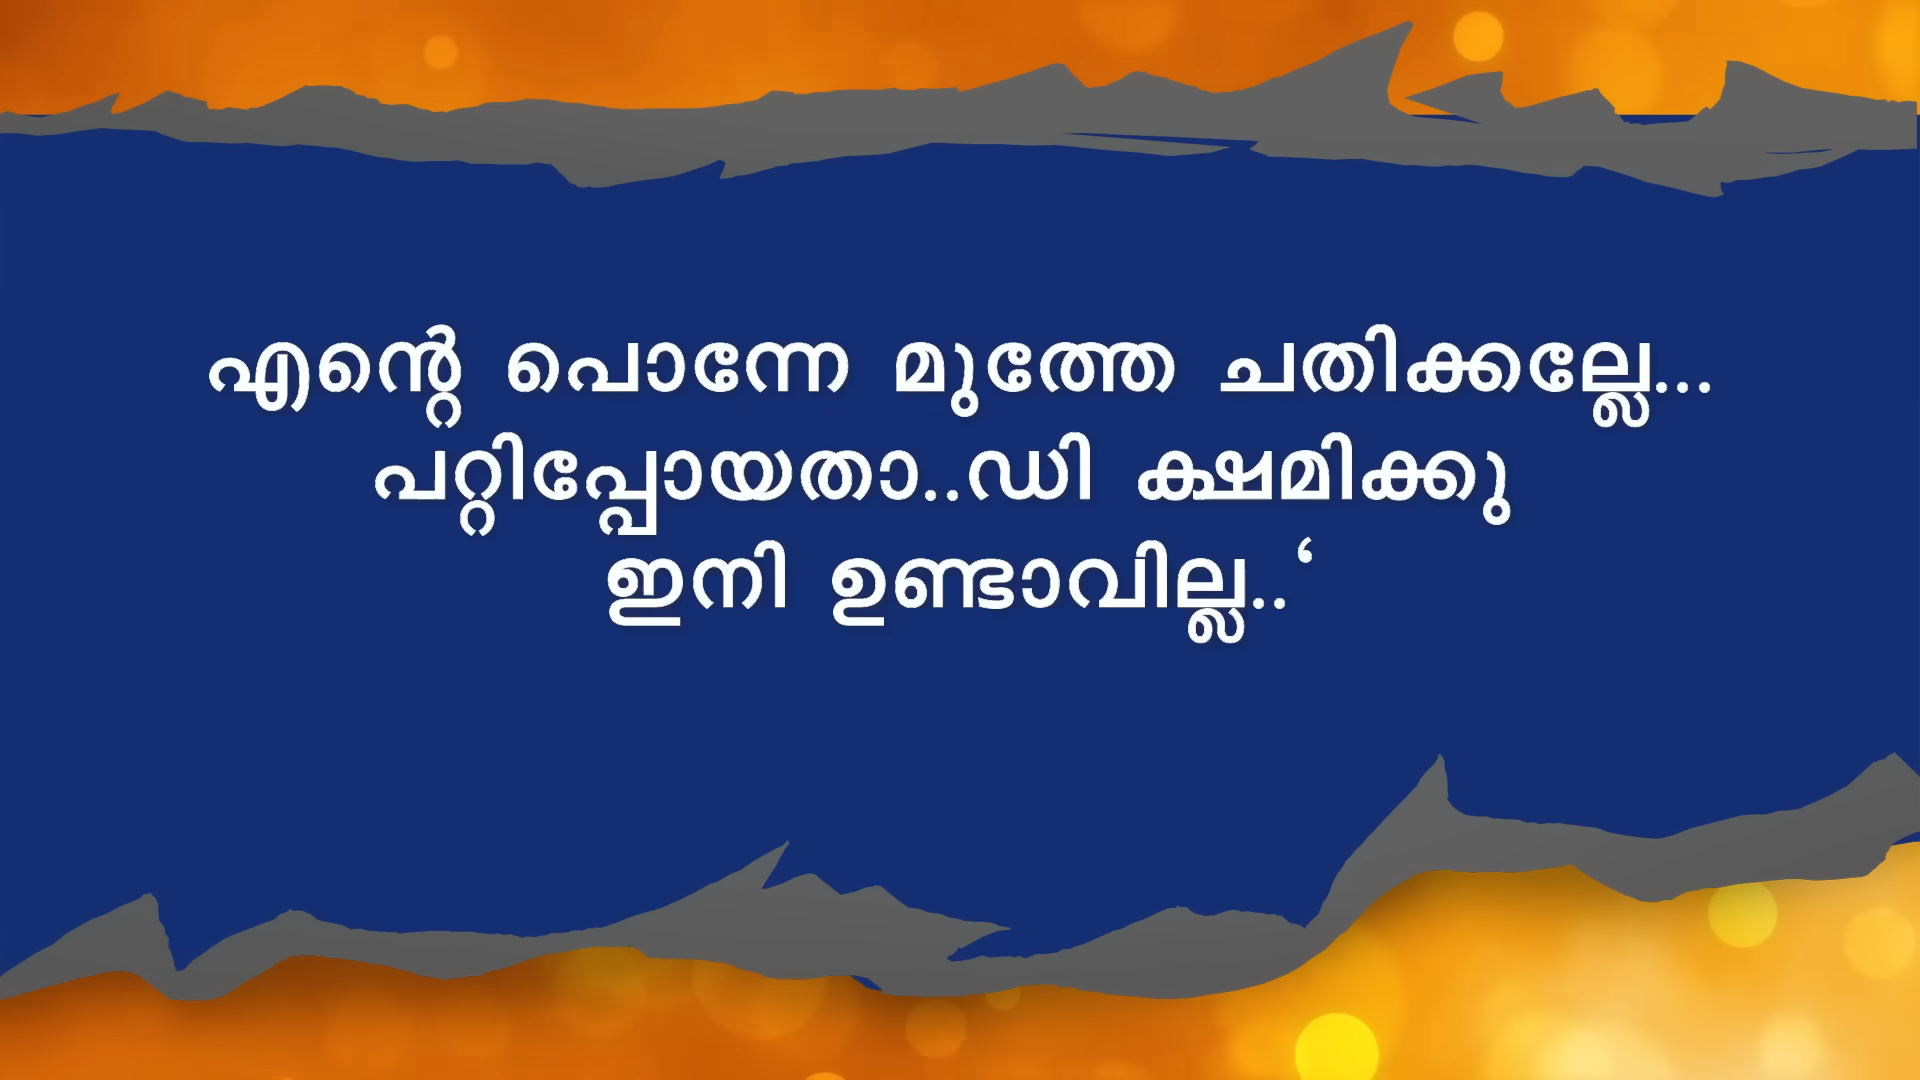 എന്റെ പൊന്നേ മുത്തേ ചതിക്കല്ലേ...
പറ്റിപ്പോയതാ..ഡി ക്ഷമിക്കു
ഇനി ഉണ്ടാവില്ല..‘